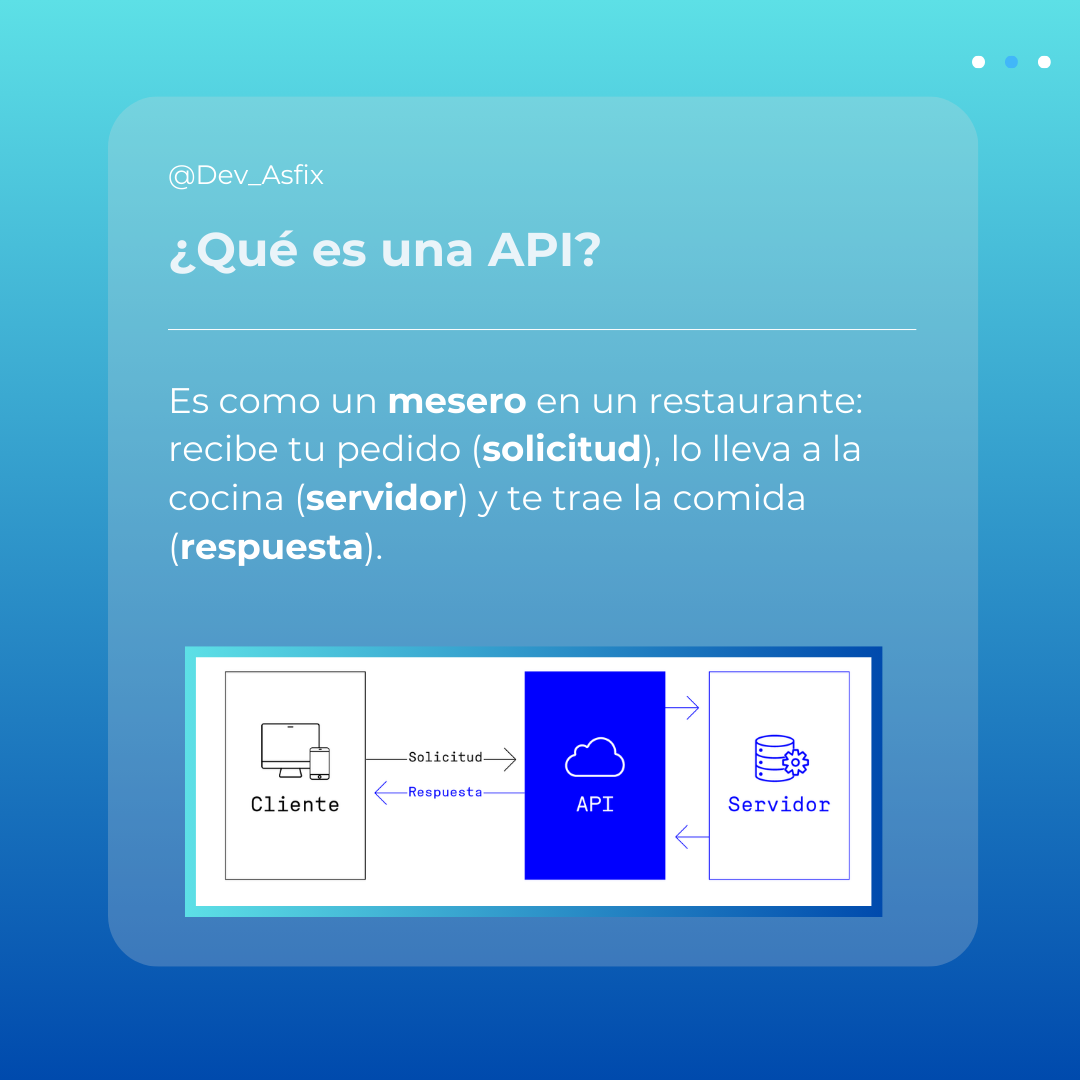 @Dev_Asfix
¿Qué es una API?
Es como un mesero en un restaurante:
recibe tu pedido (solicitud), lo lleva a la
cocina (servidor) y te trae la comida
(respuesta).
Solicitud
Respuesta
Cliente
API
Servidor